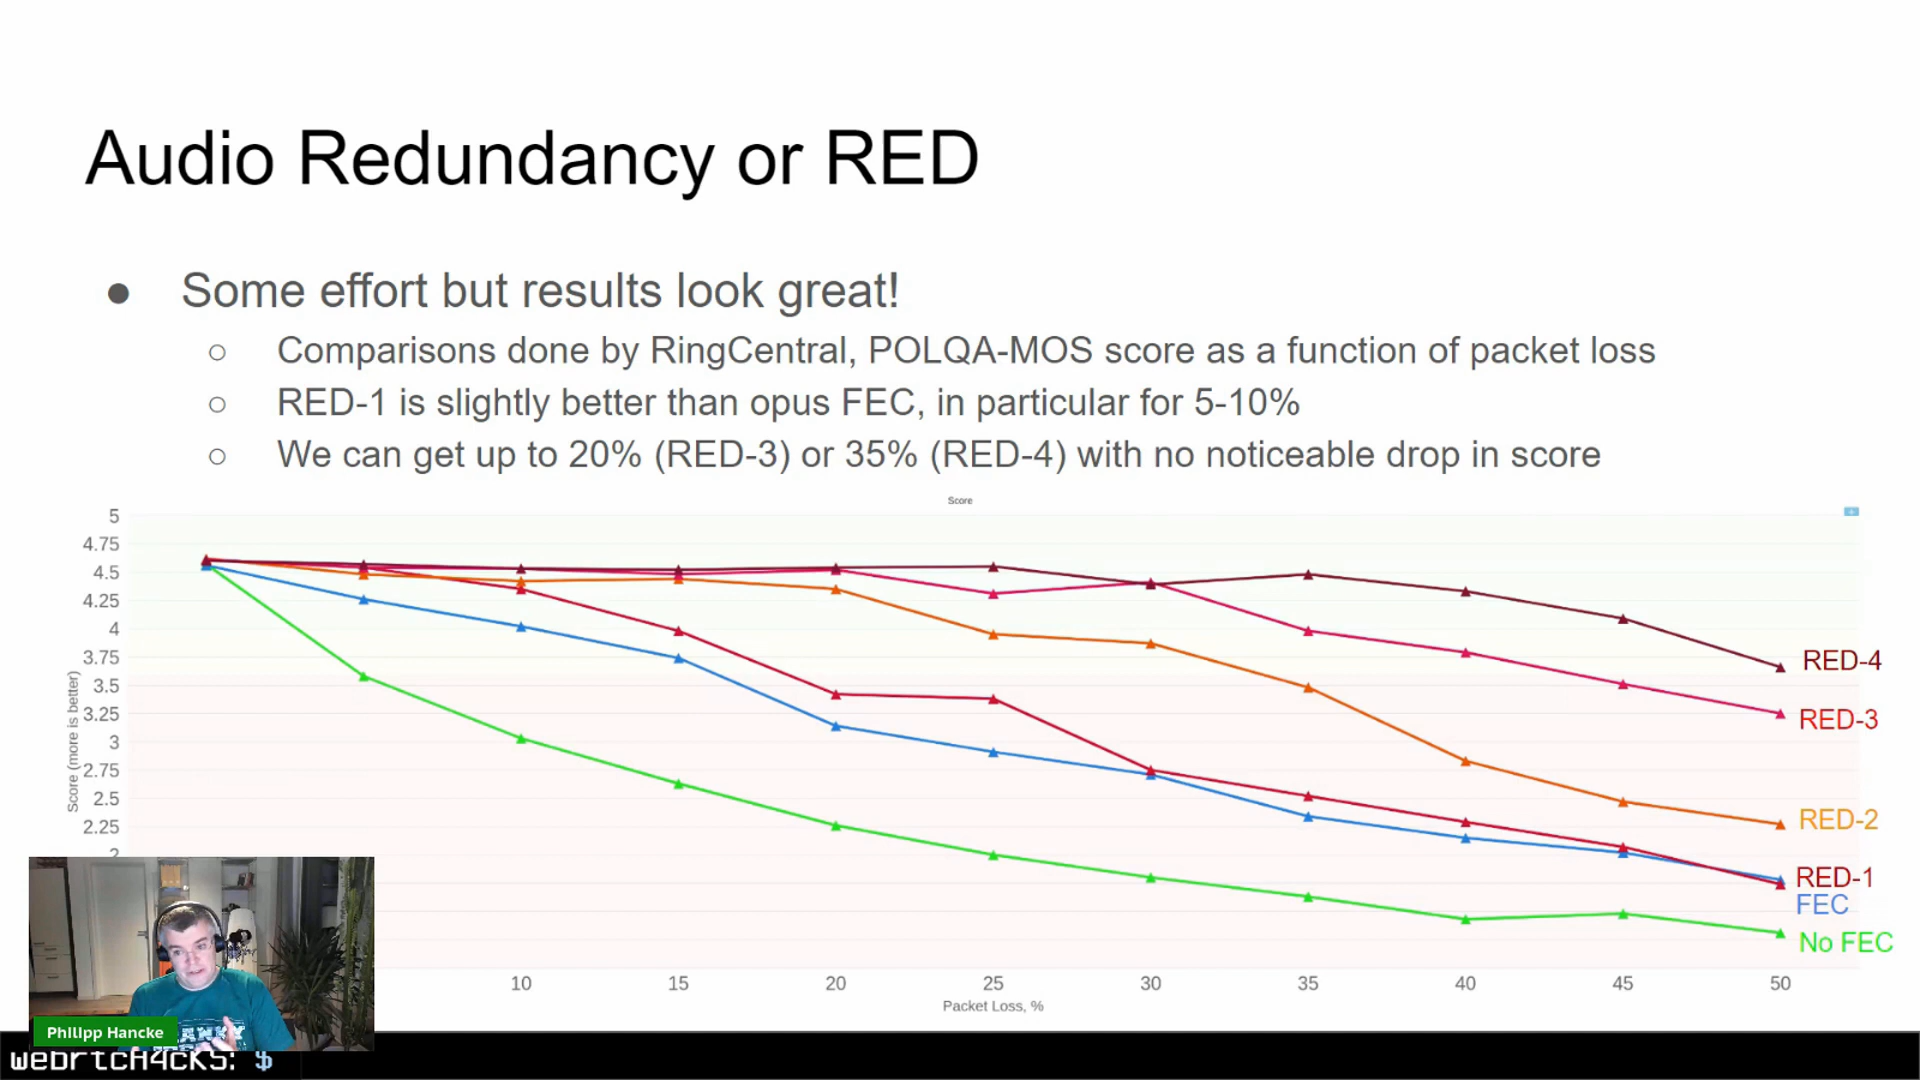 Audio Redundancy or RED
● Some effort but results look great!
○ Comparisons done by RingCentral, POLQA-MOS score as a function of packet loss
○ RED-1 is slightly better than opus FEC, in particular for 5-10%
○ We can get up to 20% (RED-3) or 35% (RED-4) with no noticeable drop in score
Score
5
4.75
4.5
4.25
4
3.75
3.5
3.25
3
2.75
2.5
2.25
Score (more is better)
RED-4
RED-3
RED-2
RED-1
FEC
No FEC
10 15 20 25 30 35 40 45 50
Packet Loss, %
Philipp Hancke
webrtcH4cKS: $